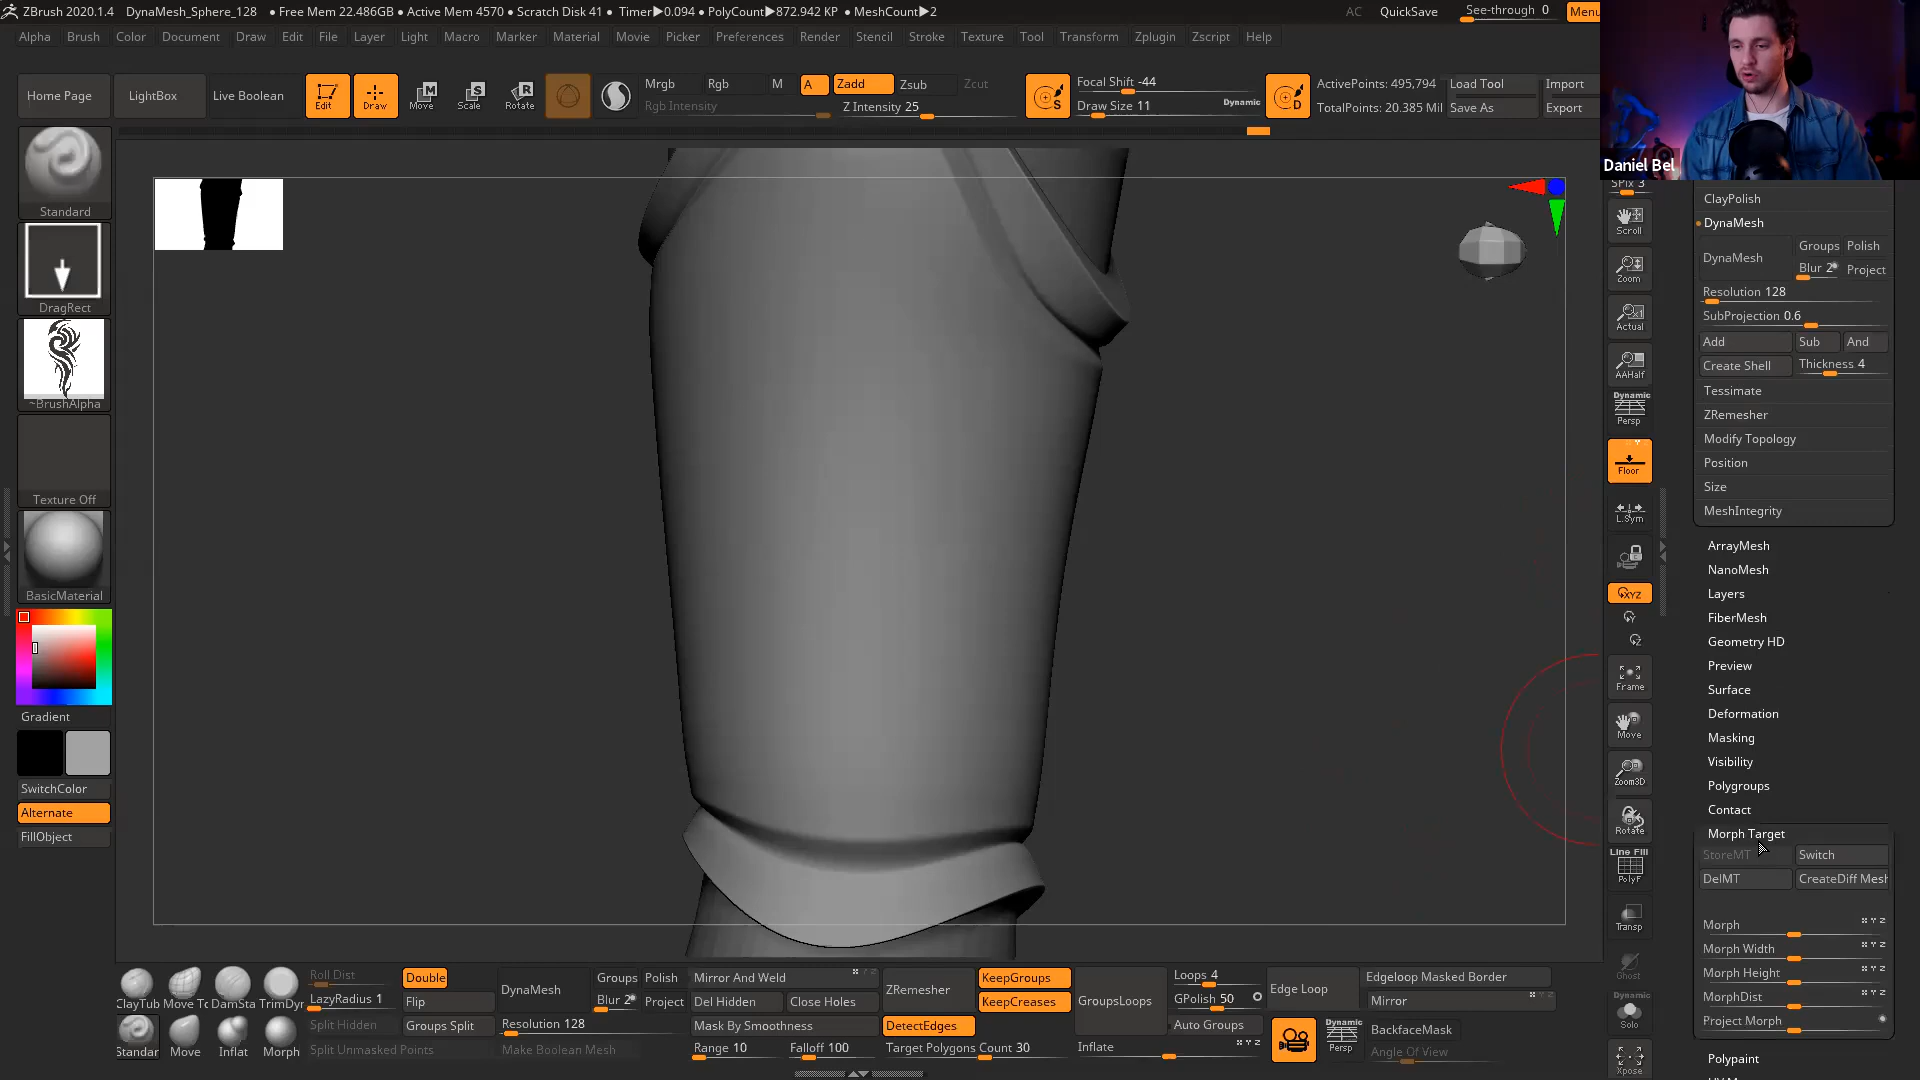 ZBrush 2020.1.4 DynaMesh_Sphere_128 ● Free Mem 22.486GB ● Active Mem 4570 ● Scratch Disk 41 ● Timer▶0.094 ● PolyCount▶872.942 KP ● MeshCount▶2 AC QuickSave See-through 0 Menu
Alpha Brush Color Document Draw Edit File Layer Light Macro Marker Material Movie Picker Preferences Render Stencil Stroke Texture Tool Transform Zplugin Zscript Help
Home Page LightBox Live Boolean Edit Draw Move Scale Rotate
Mrgb Rgb M A Zadd Zsub Zcut
Rgb Intensity Z Intensity 25
Focal Shift -44
Draw Size 11 Dynamic
ActivePoints: 495,794
TotalPoints: 20.385 Mil
Load Tool Import
Save As Export
Daniel Bel
Standard
DragRect
~BrushAlpha
Texture Off
BasicMaterial
Gradient
SwitchColor
Alternate
FillObject
SPix 3
Scroll
Zoom
Actual
AAHalf
Dynamic
Persp
Floor
L.Sym
XYZ
Frame
Move
Zoom3D
Rotate
Line Fill
PolyF
Transp
Ghost
Dynamic
Solo
Xpose
ClayPolish
DynaMesh
DynaMesh Groups Polish
Blur 2 Project
Resolution 128
SubProjection 0.6
Add Sub And
Create Shell Thickness 4
Tessimate
ZRemesher
Modify Topology
Position
Size
MeshIntegrity
ArrayMesh
NanoMesh
Layers
FiberMesh
Geometry HD
Preview
Surface
Deformation
Masking
Visibility
Polygroups
Contact
Morph Target
StoreMT Switch
DelMT CreateDiff Mesh
Morph
Morph Width
Morph Height
MorphDist
Project Morph
Polypaint
ClayTub Move To DamSta TrimDyn
Standar Move Inflat Morph
Roll Dist
LazyRadius 1
Split Hidden
Split Unmasked Points
Double
Flip
Groups Split
DynaMesh Groups Polish
Blur 2 Project
Resolution 128
Make Boolean Mesh
Mirror And Weld
Del Hidden Close Holes
Mask By Smoothness
Range 10 Falloff 100
ZRemesher KeepGroups
KeepCreases
DetectEdges
Target Polygons Count 30
GroupsLoops
Inflate
Loops 4
GPolish 50
Auto Groups
Edge Loop
Dynamic
Persp
Edgeloop Masked Border
Mirror
BackfaceMask
Angle Of View